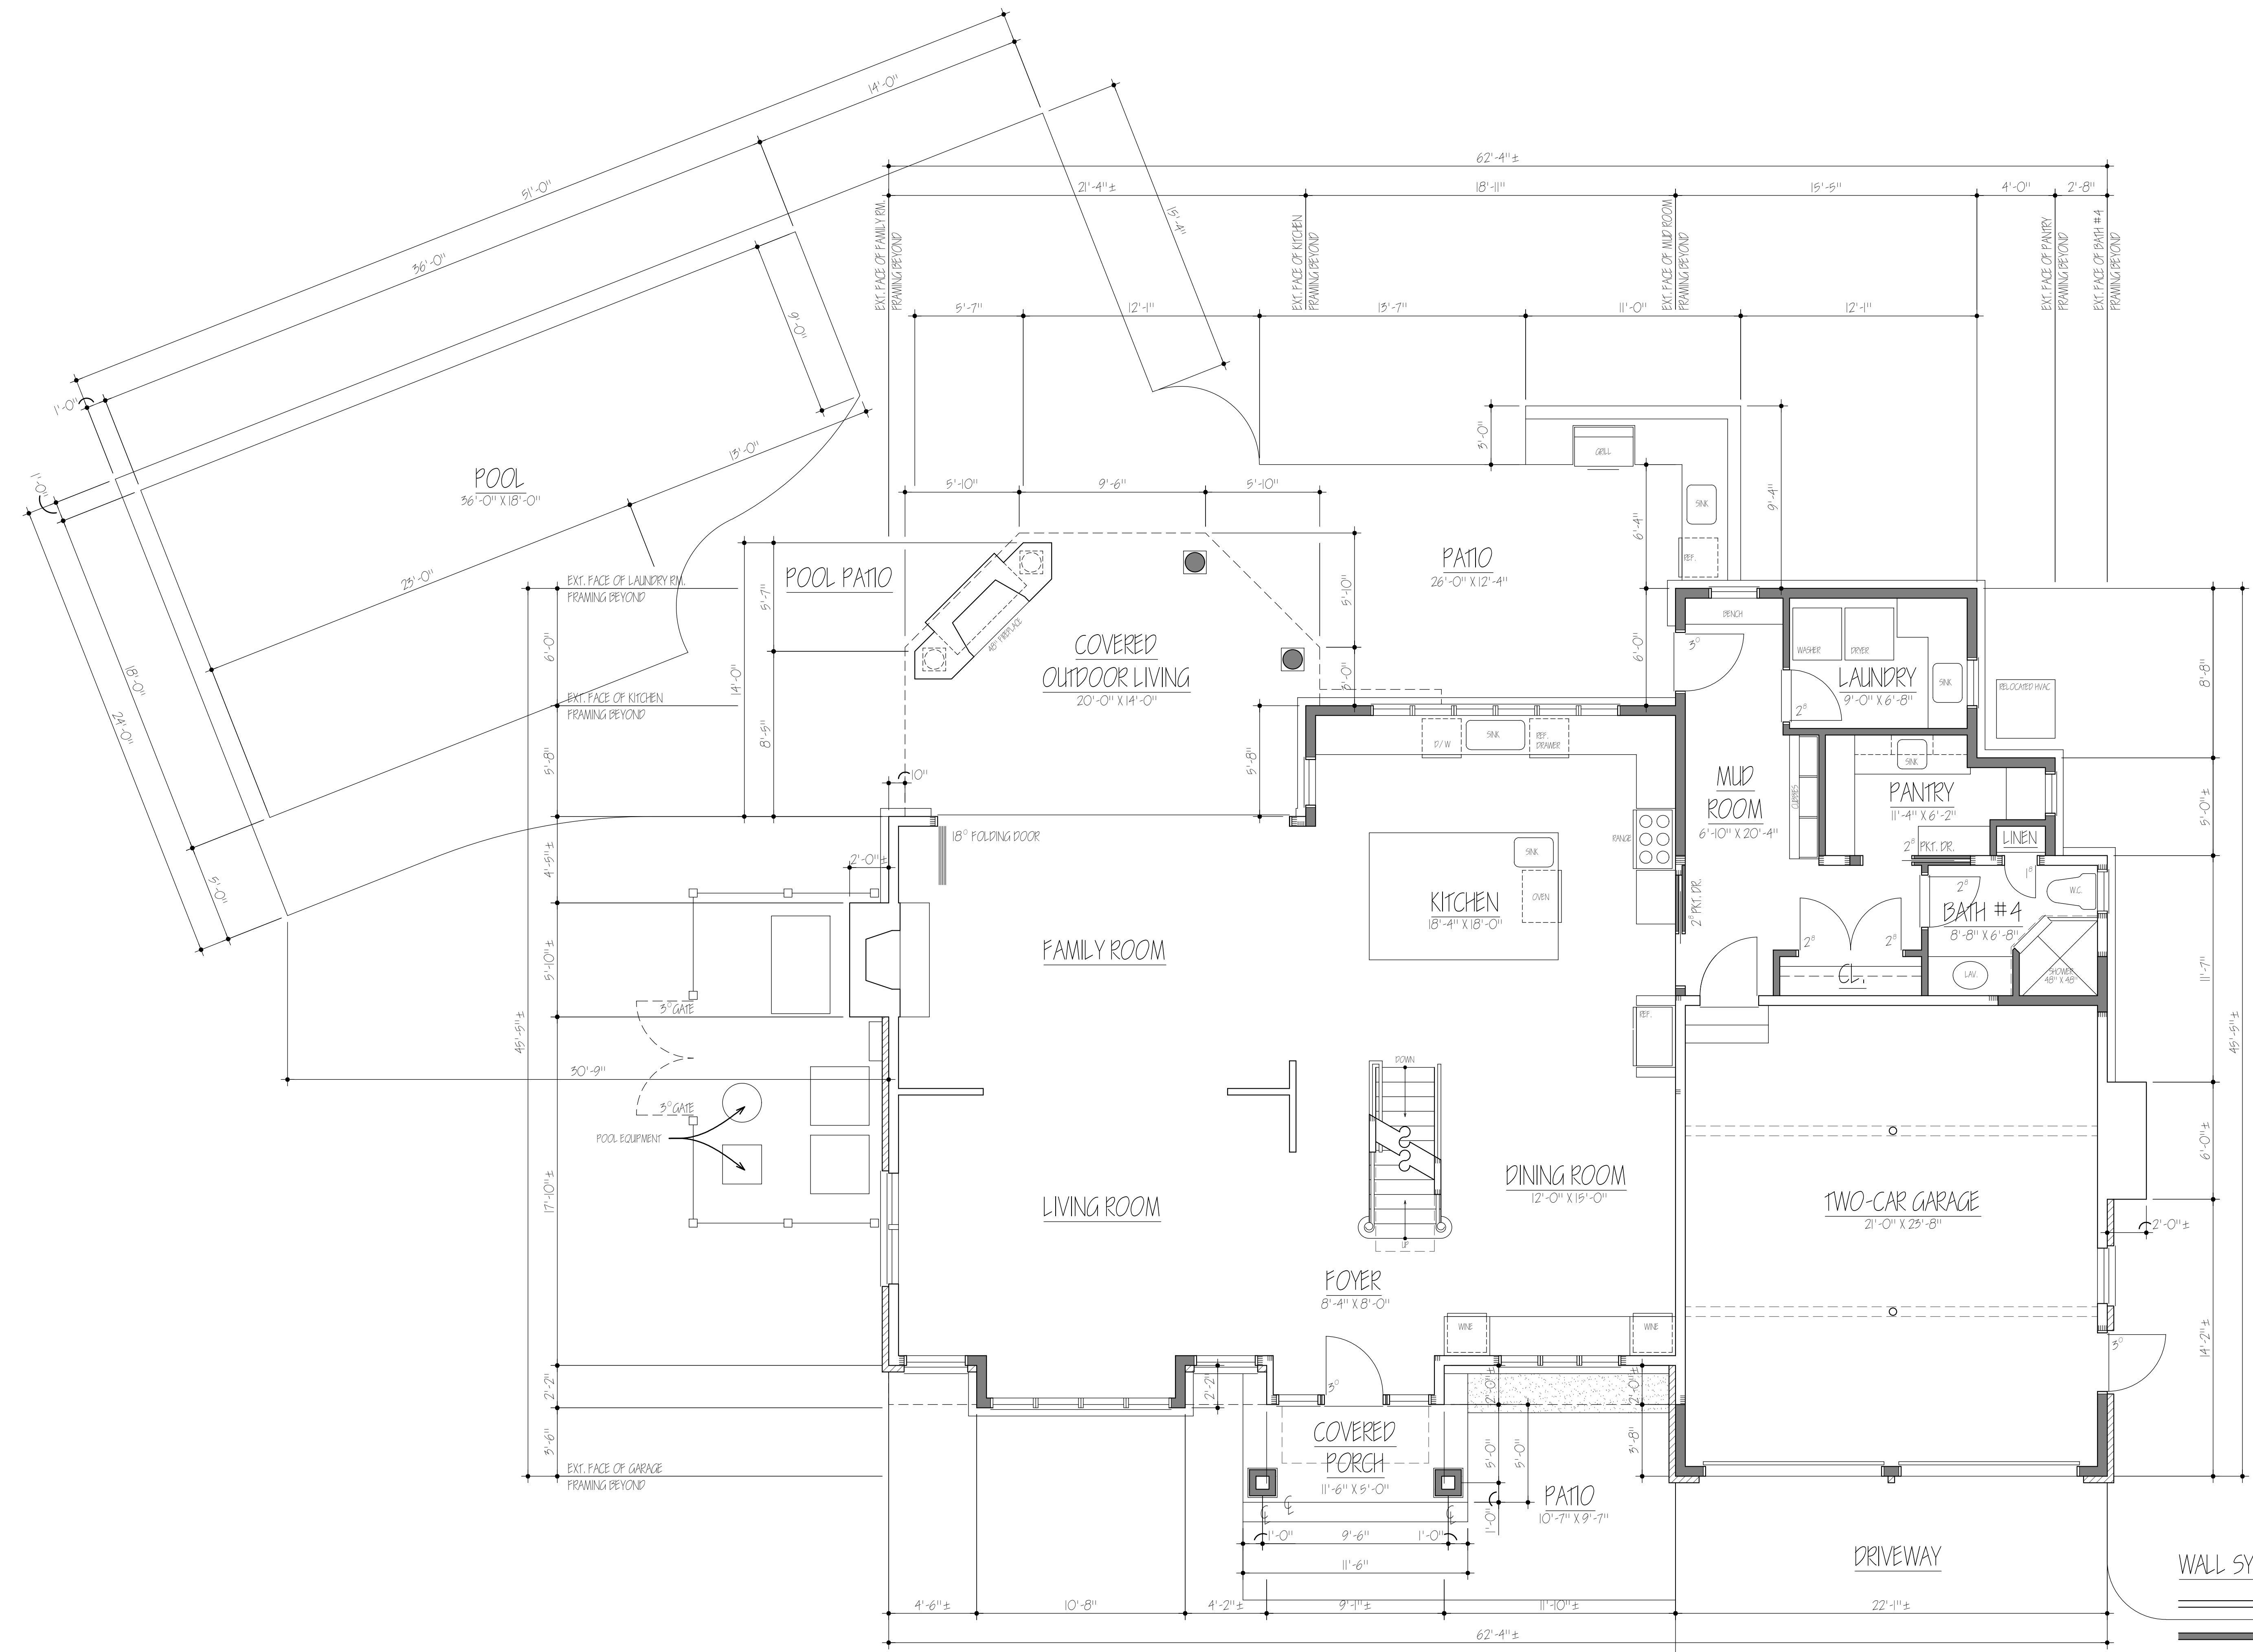 51'-0"
14'-0"
36'-0"
15'-4"
9'-0"
1'-0"
1'-0"
13'-0"
23'-0"
18'-0"
24'-0"
5'-0"
POOL
36'-0" X 18'-0"
62'-4"±
21'-4"±
18'-11"
15'-5"
4'-0"
2'-8"
EXT. FACE OF FAMILY RM.
FRAMING BEYOND
EXT. FACE OF KITCHEN
FRAMING BEYOND
EXT. FACE OF MUD ROOM
FRAMING BEYOND
EXT. FACE OF PANTRY
FRAMING BEYOND
EXT. FACE OF BATH #4
FRAMING BEYOND
5'-7"
12'-1"
13'-7"
11'-0"
12'-1"
3'-0"
GRILL
SINK
REF.
9'-4"
6'-4"
6'-0"
5'-10"
9'-6"
5'-10"
5'-10"
3'-0"
PATIO
26'-0" X 12'-4"
POOL PATIO
48" FIREPLACE
COVERED
OUTDOOR LIVING
20'-0" X 14'-0"
14'-0"
5'-7"
8'-5"
10"
5'-8"
EXT. FACE OF LAUNDRY RM.
FRAMING BEYOND
EXT. FACE OF KITCHEN
FRAMING BEYOND
6'-0"
5'-8"
4'-5"±
5'-10"±
17'-10"±
2'-2"
3'-6"
45'-5"±
EXT. FACE OF GARAGE
FRAMING BEYOND
BENCH
3⁰
WASHER
DRYER
LAUNDRY
9'-0" X 6'-8"
SINK
2⁸
RELOCATED HVAC
MUD
ROOM
6'-10" X 20'-4"
CUBBIES
SINK
PANTRY
11'-4" X 6'-2"
2⁸ PKT. DR.
LINEN
1⁸
2⁸
W.C.
BATH #4
8'-8" X 6'-8"
LAV.
SHOWER
48" X 48"
2⁸
2⁸
CL.
2⁸ PKT. DR.
D/W
SINK
REF.
DRAWER
RANGE
SINK
OVEN
KITCHEN
18'-4" X 18'-0"
REF.
18⁰ FOLDING DOOR
2'-0"±
FAMILY ROOM
3⁰ GATE
3⁰ GATE
POOL EQUIPMENT
30'-9"
LIVING ROOM
DOWN
UP
DINING ROOM
12'-0" X 15'-0"
FOYER
8'-4" X 8'-0"
WINE
WINE
3⁰
TWO-CAR GARAGE
21'-0" X 23'-8"
3⁰
8'-8"
5'-0"±
11'-7"
6'-0"±
14'-2"±
2'-0"±
45'-5"±
2'-2"
COVERED
PORCH
11'-6" X 5'-0"
2'-0"±
5'-0"
5'-0"
1'-0"
2'-0"±
3'-8"
PATIO
10'-7" X 9'-7"
1'-0"
9'-6"
1'-0"
11'-6"
DRIVEWAY
4'-6"±
10'-8"
4'-2"±
9'-1"±
11'-10"±
22'-1"±
62'-4"±
WALL SY